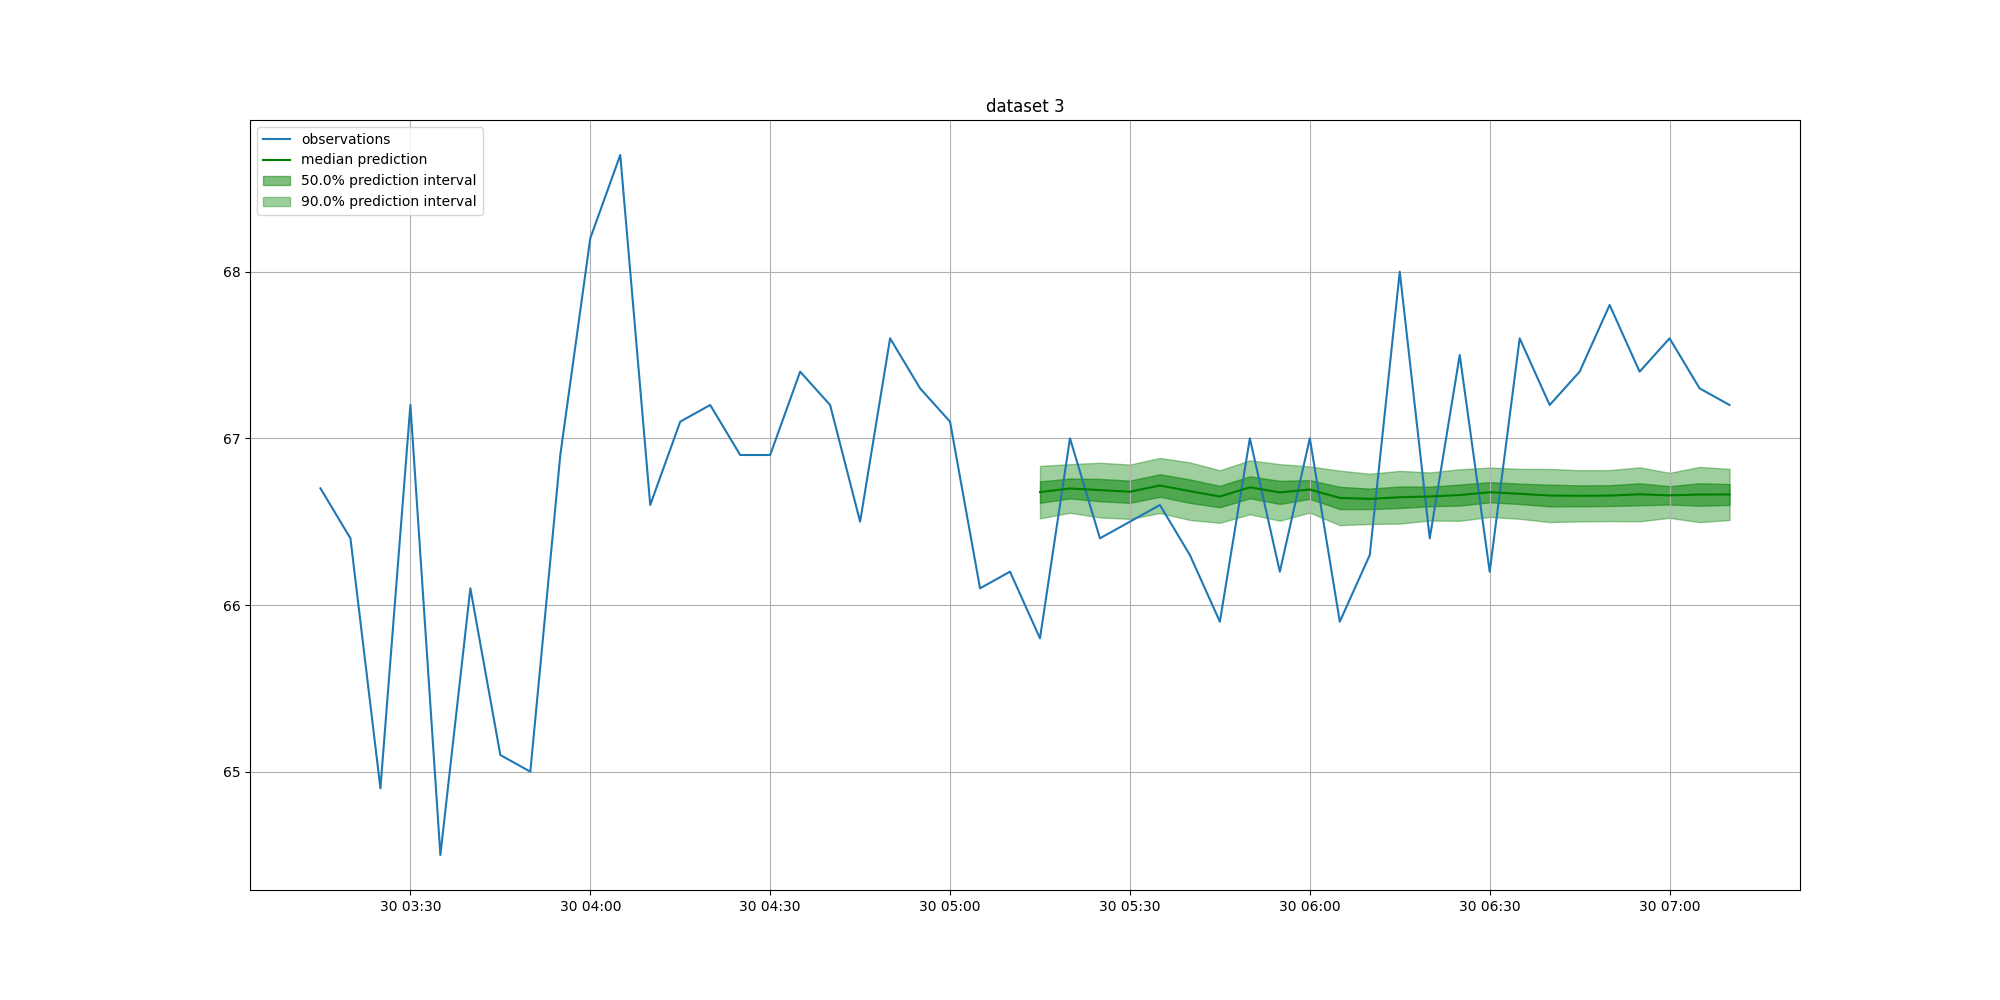 dataset 3
observations
median prediction
50.0% prediction interval
90.0% prediction interval
68
67
66
65
30 03:30
30 04:00
30 04:30
30 05:00
30 05:30
30 06:00
30 06:30
30 07:00